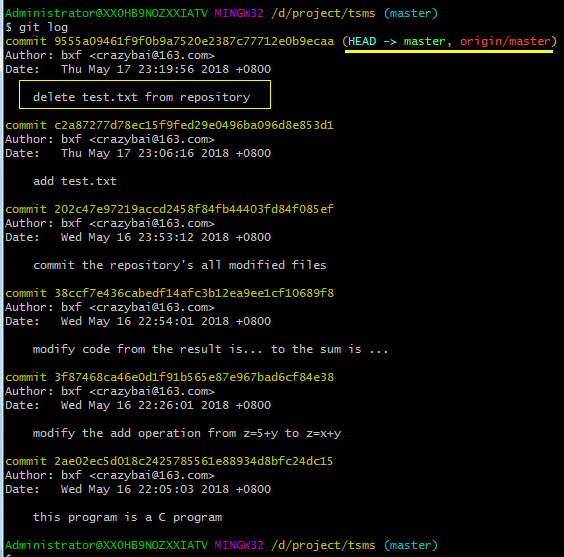 Administrator@XX0HB9NOZXXIATV MINGW32 /d/project/tsms (master)
$ git log
commit 9555a09461f9f0b9a7520e2387c77712e0b9ecaa (HEAD -> master, origin/master)
Author: bxf <crazybai@163.com>
Date:   Thu May 17 23:19:56 2018 +0800
    delete test.txt from repository
commit c2a87277d78ec15f9fed29e0496ba096d8e853d1
Author: bxf <crazybai@163.com>
Date:   Thu May 17 23:06:16 2018 +0800
    add test.txt
commit 202c47e97219accd2458f84fb44403fd84f085ef
Author: bxf <crazybai@163.com>
Date:   Wed May 16 23:53:12 2018 +0800
    commit the repository's all modified files
commit 38ccf7e436cabedf14afc3b12ea9ee1cf10689f8
Author: bxf <crazybai@163.com>
Date:   Wed May 16 22:54:01 2018 +0800
    modify code from the result is... to the sum is ...
commit 3f87468ca46e0d1f91b565e87e967bad6cf84e38
Author: bxf <crazybai@163.com>
Date:   Wed May 16 22:26:01 2018 +0800
    modify the add operation from z=5+y to z=x+y
commit 2ae02ec5d018c2425785561e88934d8bfc24dc15
Author: bxf <crazybai@163.com>
Date:   Wed May 16 22:05:03 2018 +0800
    this program is a C program
Administrator@XX0HB9NOZXXIATV MINGW32 /d/project/tsms (master)